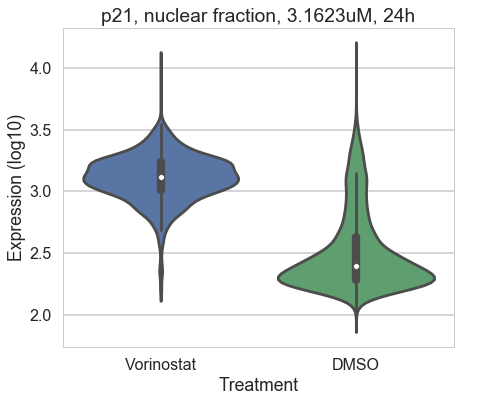 p21, nuclear fraction, 3.1623uM, 24h
Expression (log10)
4.0
3.5
3.0
2.5
2.0
Vorinostat DMSO
Treatment